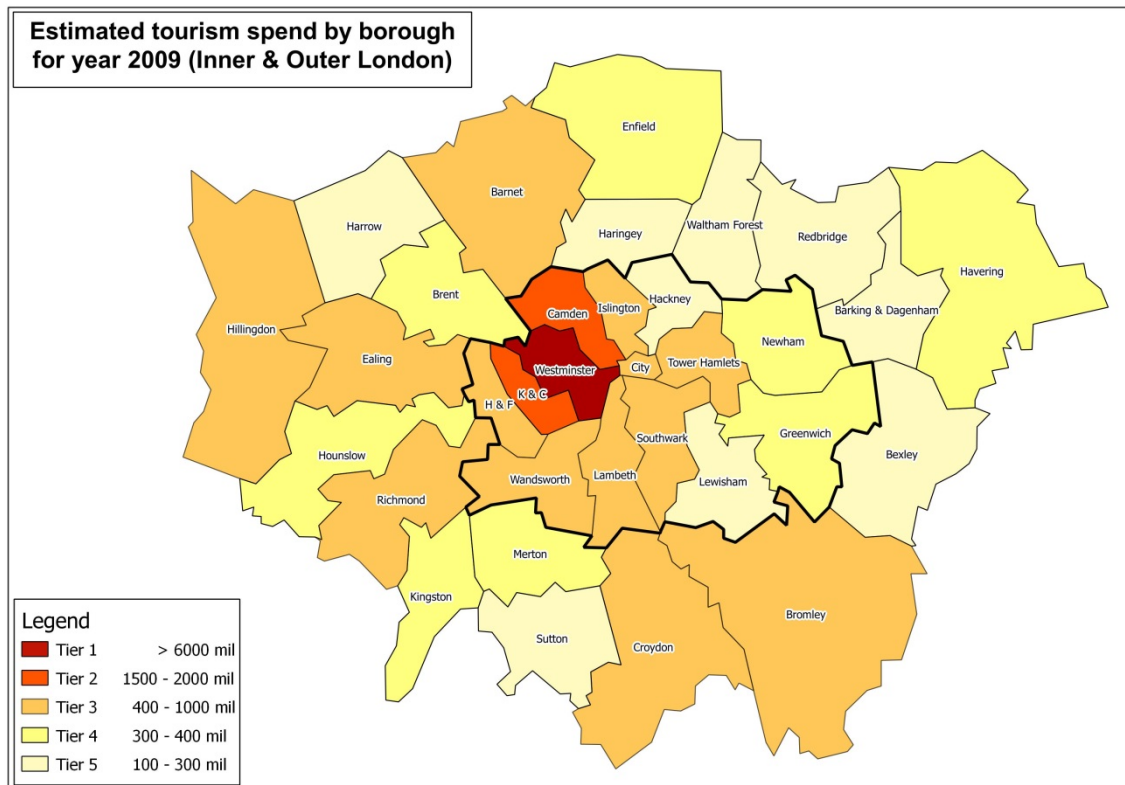 Estimated tourism spend by borough
for year 2009 (Inner & Outer London)
Enfield
Barnet
Harrow
Haringey
Waltham Forest
Redbridge
Havering
Brent
Camden
Islington
Hackney
Barking & Dagenham
Hillingdon
Ealing
Westminster
City
Tower Hamlets
Newham
H & F
K & C
Hounslow
Southwark
Greenwich
Bexley
Richmond
Wandsworth
Lambeth
Lewisham
Merton
Kingston
Bromley
Sutton
Croydon
Legend
Tier 1 > 6000 mil
Tier 2 1500 - 2000 mil
Tier 3 400 - 1000 mil
Tier 4 300 - 400 mil
Tier 5 100 - 300 mil